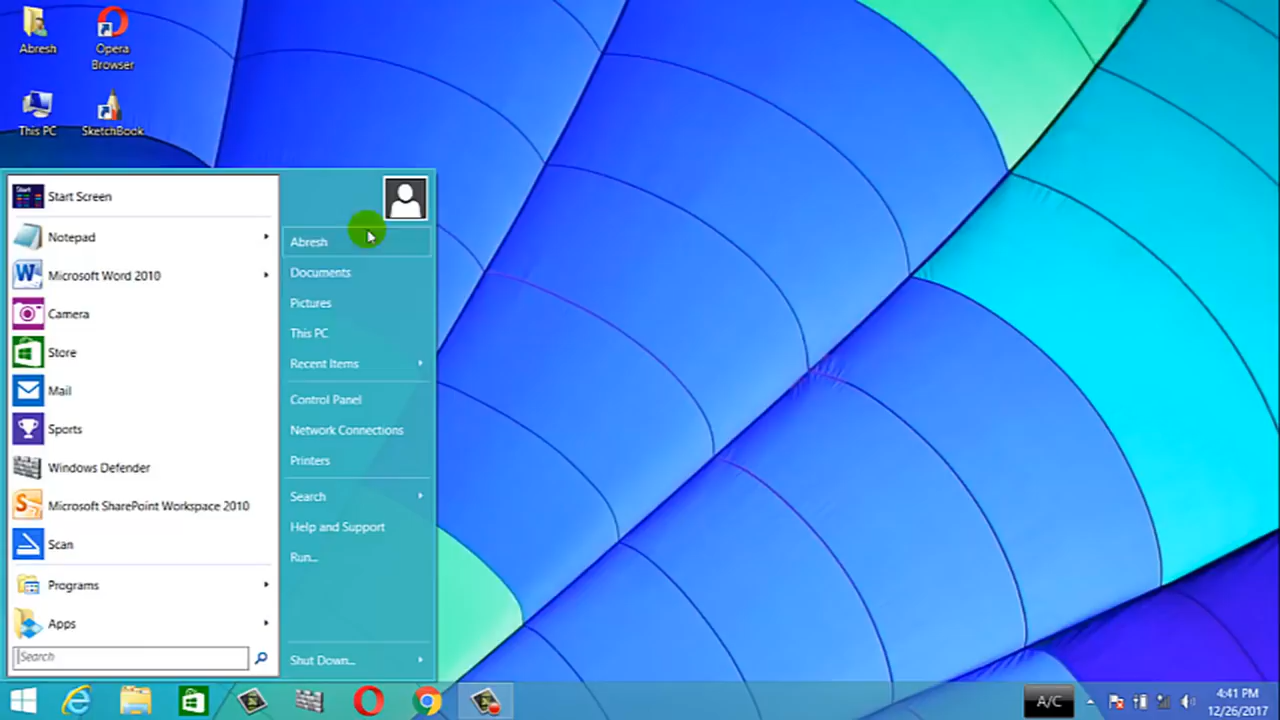 Abresh
Opera
Browser
This PC
SketchBook
Start Screen
Notepad
Microsoft Word 2010
Camera
Store
Mail
Sports
Windows Defender
Microsoft SharePoint Workspace 2010
Scan
Programs
Apps
Search
Abresh
Documents
Pictures
This PC
Recent Items
Control Panel
Network Connections
Printers
Search
Help and Support
Run...
Shut Down...
A/C
4:41 PM
12/26/2017